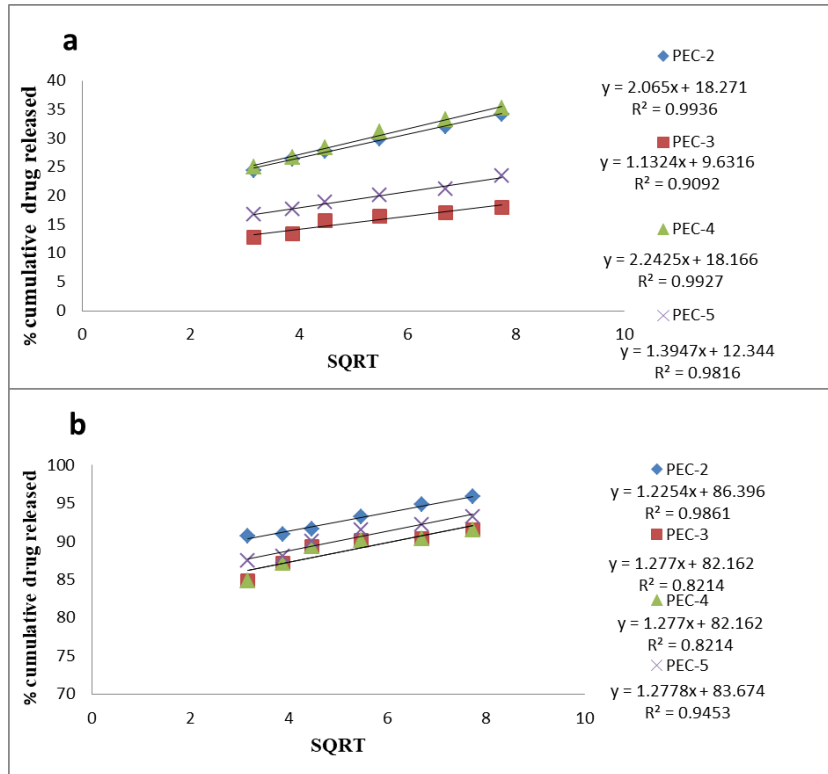 a
% cumulative drug released
40
35
30
25
20
15
10
5
0
0 2 4 6 8 10
SQRT
PEC-2
y = 2.065x + 18.271
R² = 0.9936
PEC-3
y = 1.1324x + 9.6316
R² = 0.9092
PEC-4
y = 2.2425x + 18.166
R² = 0.9927
PEC-5
y = 1.3947x + 12.344
R² = 0.9816
b
% cumulative drug released
100
95
90
85
80
75
70
0 2 4 6 8 10
SQRT
PEC-2
y = 1.2254x + 86.396
R² = 0.9861
PEC-3
y = 1.277x + 82.162
R² = 0.8214
PEC-4
y = 1.277x + 82.162
R² = 0.8214
PEC-5
y = 1.2778x + 83.674
R² = 0.9453